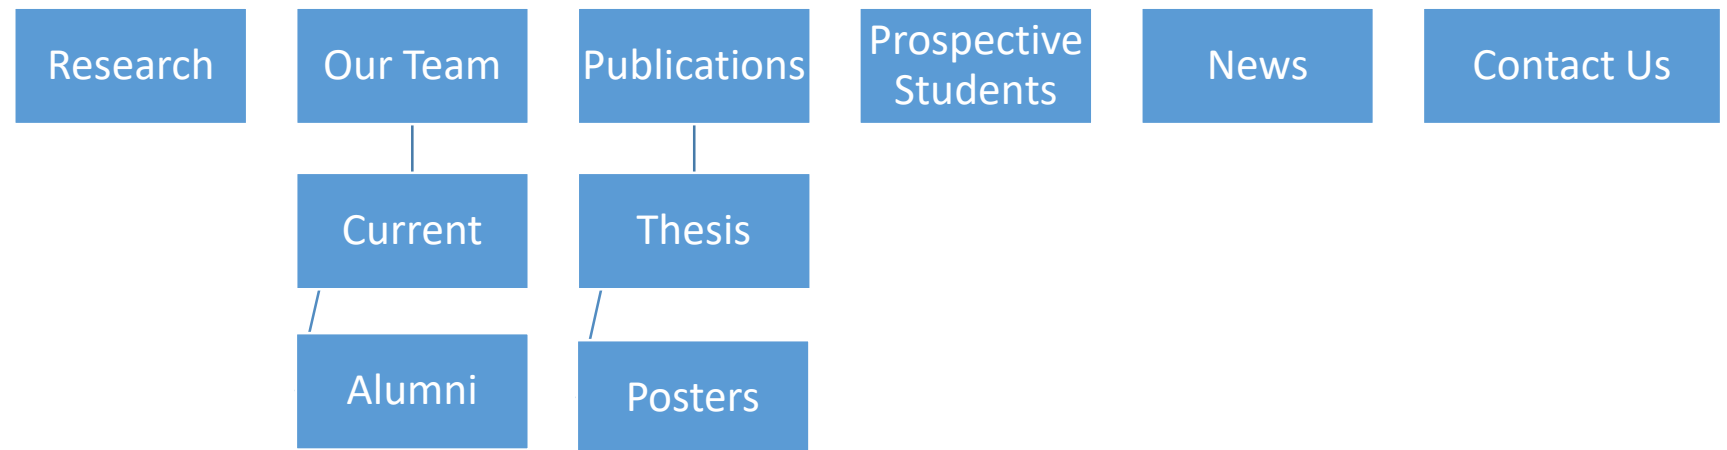 Research
Our Team
Publications
Prospective
Students
News
Contact Us
Current
Thesis
Alumni
Posters